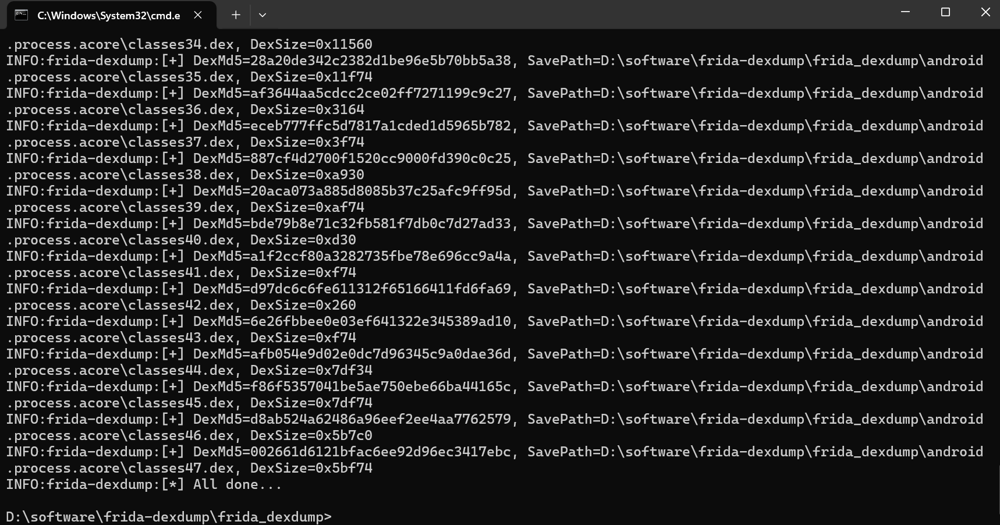 C:\Windows\System32\cmd.e
.process.acore\classes34.dex, DexSize=0x11560
INFO:frida-dexdump:[+] DexMd5=28a20de342c2382d1be96e5b70bb5a38, SavePath=D:\software\frida-dexdump\frida_dexdump\android
.process.acore\classes35.dex, DexSize=0x11f74
INFO:frida-dexdump:[+] DexMd5=af3644aa5cdcc2ce02ff7271199c9c27, SavePath=D:\software\frida-dexdump\frida_dexdump\android
.process.acore\classes36.dex, DexSize=0x3164
INFO:frida-dexdump:[+] DexMd5=eceb777ffc5d7817a1cded1d5965b782, SavePath=D:\software\frida-dexdump\frida_dexdump\android
.process.acore\classes37.dex, DexSize=0x3f74
INFO:frida-dexdump:[+] DexMd5=887cf4d2700f1520cc9000fd390c0c25, SavePath=D:\software\frida-dexdump\frida_dexdump\android
.process.acore\classes38.dex, DexSize=0xa930
INFO:frida-dexdump:[+] DexMd5=20aca073a885d8085b37c25afc9ff95d, SavePath=D:\software\frida-dexdump\frida_dexdump\android
.process.acore\classes39.dex, DexSize=0xaf74
INFO:frida-dexdump:[+] DexMd5=bde79b8e71c32fb581f7db0c7d27ad33, SavePath=D:\software\frida-dexdump\frida_dexdump\android
.process.acore\classes40.dex, DexSize=0xd30
INFO:frida-dexdump:[+] DexMd5=a1f2ccf80a3282735fbe78e696cc9a4a, SavePath=D:\software\frida-dexdump\frida_dexdump\android
.process.acore\classes41.dex, DexSize=0xf74
INFO:frida-dexdump:[+] DexMd5=d97dc6c6fe611312f65166411fd6fa69, SavePath=D:\software\frida-dexdump\frida_dexdump\android
.process.acore\classes42.dex, DexSize=0x260
INFO:frida-dexdump:[+] DexMd5=6e26fbbee0e03ef641322e345389ad10, SavePath=D:\software\frida-dexdump\frida_dexdump\android
.process.acore\classes43.dex, DexSize=0xf74
INFO:frida-dexdump:[+] DexMd5=afb054e9d02e0dc7d96345c9a0dae36d, SavePath=D:\software\frida-dexdump\frida_dexdump\android
.process.acore\classes44.dex, DexSize=0x7df34
INFO:frida-dexdump:[+] DexMd5=f86f5357041be5ae750ebe66ba44165c, SavePath=D:\software\frida-dexdump\frida_dexdump\android
.process.acore\classes45.dex, DexSize=0x7df74
INFO:frida-dexdump:[+] DexMd5=d8ab524a62486a96eef2ee4aa7762579, SavePath=D:\software\frida-dexdump\frida_dexdump\android
.process.acore\classes46.dex, DexSize=0x5b7c0
INFO:frida-dexdump:[+] DexMd5=002661d6121bfac6ee92d96ec3417ebc, SavePath=D:\software\frida-dexdump\frida_dexdump\android
.process.acore\classes47.dex, DexSize=0x5bf74
INFO:frida-dexdump:[*] All done...
D:\software\frida-dexdump\frida_dexdump>